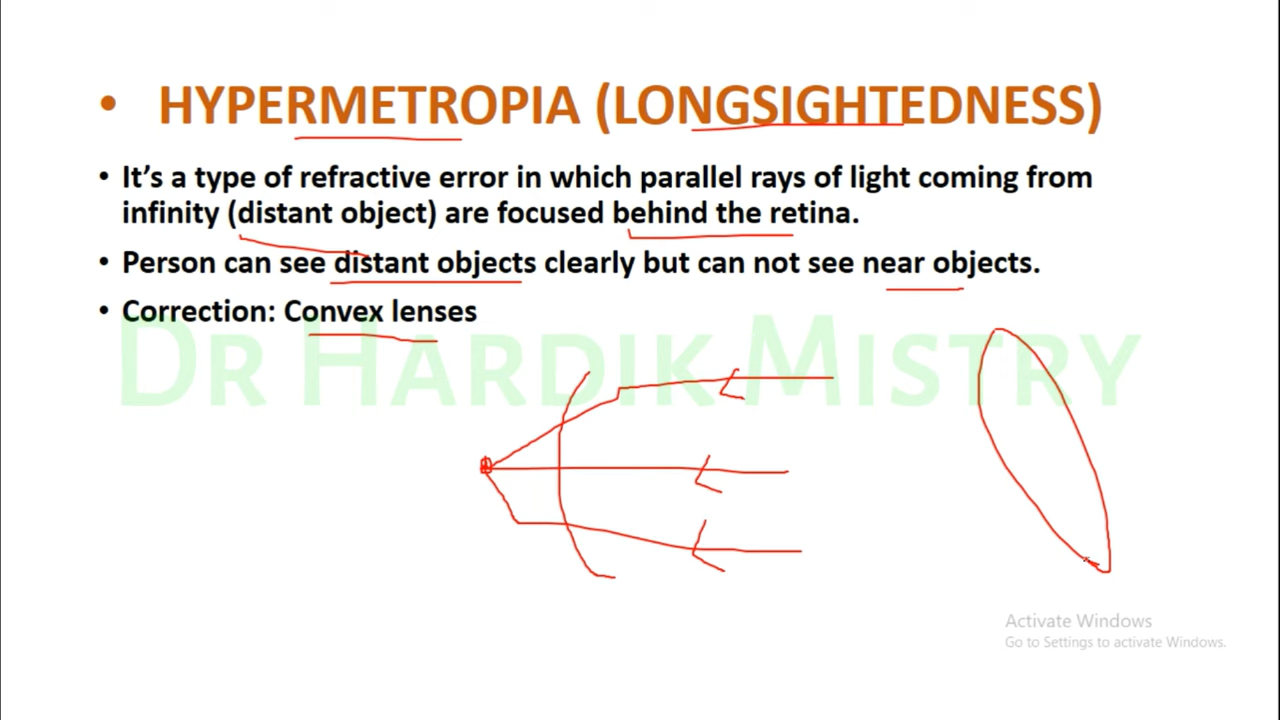 • HYPERMETROPIA (LONGSIGHTEDNESS)
• It's a type of refractive error in which parallel rays of light coming from
infinity (distant object) are focused behind the retina.
• Person can see distant objects clearly but can not see near objects.
• Correction: Convex lenses
DR HARDIK MISTRY
Activate Windows
Go to Settings to activate Windows.